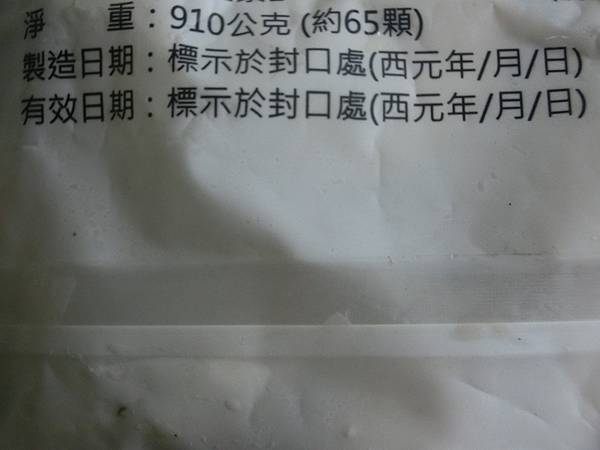 淨 重：910公克 (約65顆)
製造日期：標示於封口處(西元年/月/日)
有效日期：標示於封口處(西元年/月/日)